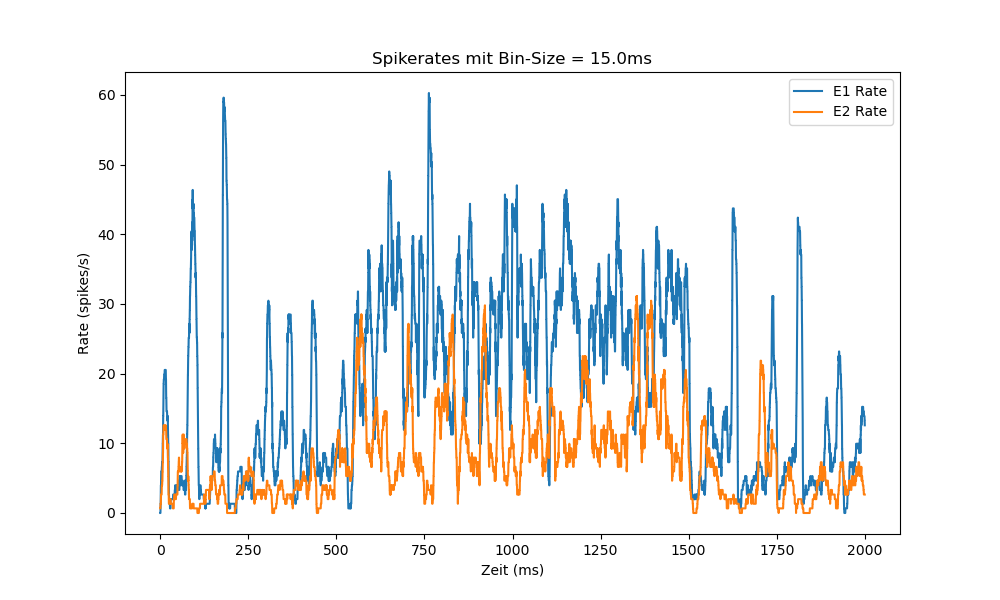 Spikerates mit Bin-Size = 15.0ms
E1 Rate
E2 Rate
60
50
40
30
20
10
0
Rate (spikes/s)
0 250 500 750 1000 1250 1500 1750 2000
Zeit (ms)